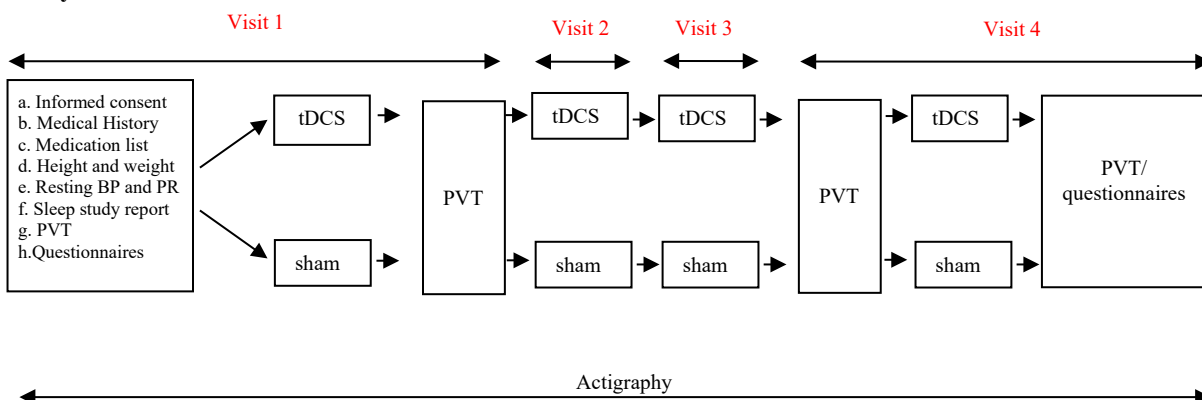 Visit 1
Visit 2
Visit 3
Visit 4
a. Informed consent
b. Medical History
c. Medication list
d. Height and weight
e. Resting BP and PR
f. Sleep study report
g. PVT
h.Questionnaires
tDCS
sham
PVT
tDCS
sham
tDCS
sham
PVT
tDCS
sham
PVT/
questionnaires
Actigraphy